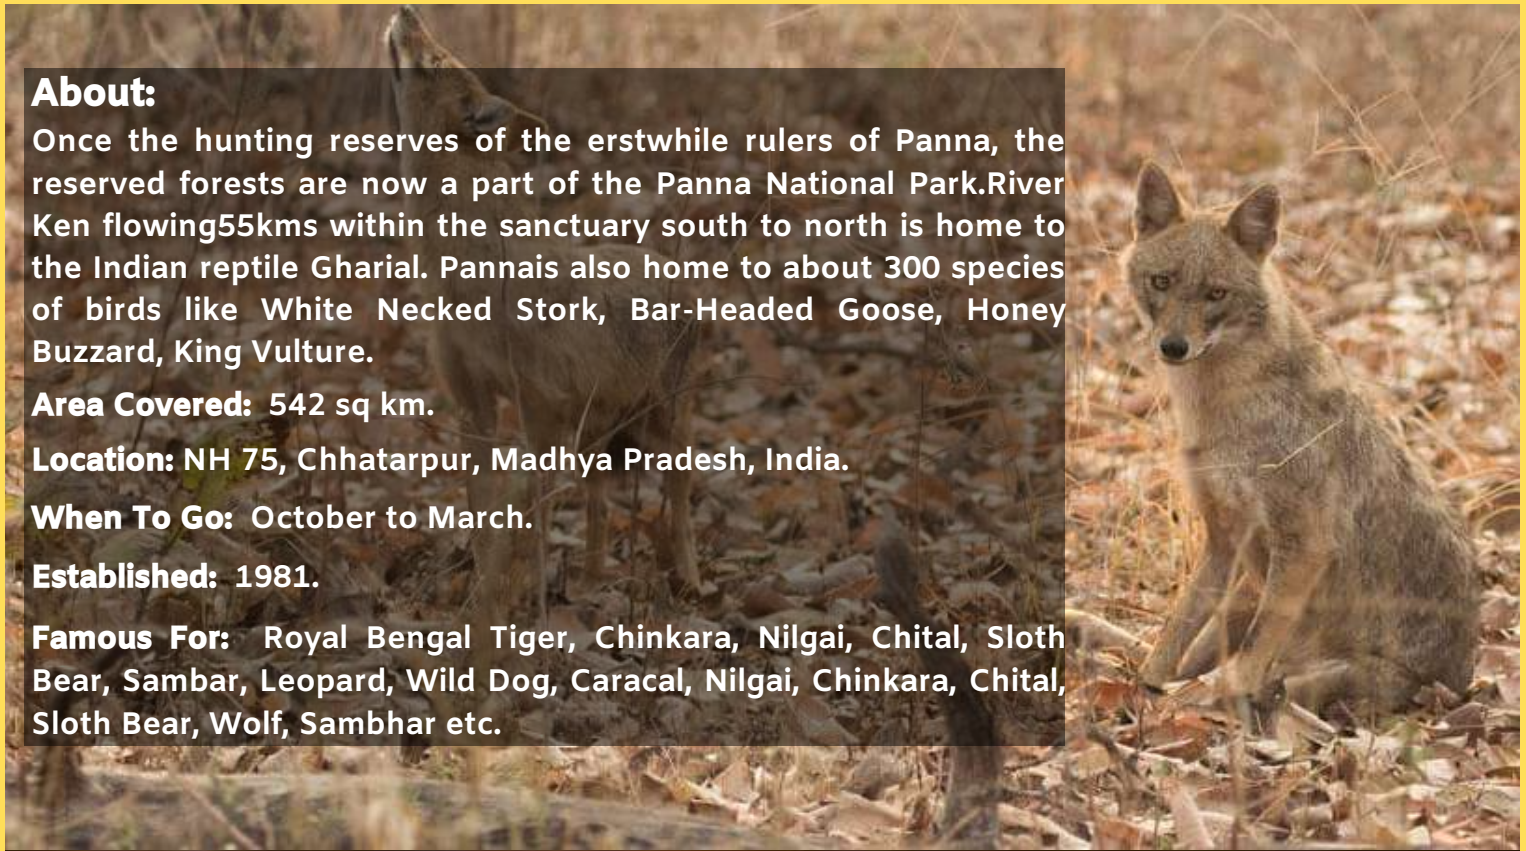 About:
Once the hunting reserves of the erstwhile rulers of Panna, the
reserved forests are now a part of the Panna National Park.River
Ken flowing55kms within the sanctuary south to north is home to
the Indian reptile Gharial. Pannais also home to about 300 species
of birds like White Necked Stork, Bar-Headed Goose, Honey
Buzzard, King Vulture.
Area Covered: 542 sq km.
Location: NH 75, Chhatarpur, Madhya Pradesh, India.
When To Go: October to March.
Established: 1981.
Famous For: Royal Bengal Tiger, Chinkara, Nilgai, Chital, Sloth
Bear, Sambar, Leopard, Wild Dog, Caracal, Nilgai, Chinkara, Chital,
Sloth Bear, Wolf, Sambhar etc.